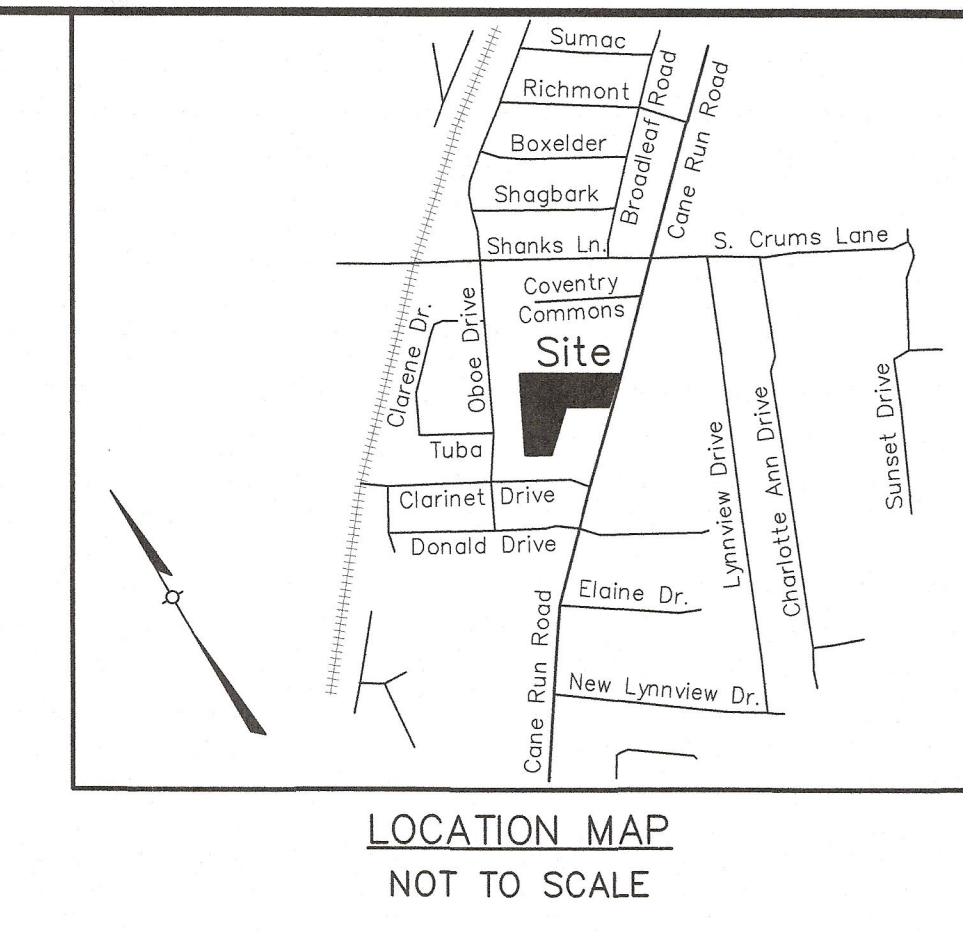 Sumac
Richmont
Boxelder
Shagbark
Broadleaf Road
Cane Run Road
Shanks Ln.
S. Crums Lane
Coventry
Commons
Site
Clarene Dr.
Oboe Drive
Tuba
Clarinet Drive
Donald Drive
Lynnview Drive
Charlotte Ann Drive
Sunset Drive
Elaine Dr.
Cane Run Road
New Lynnview Dr.
LOCATION MAP
NOT TO SCALE